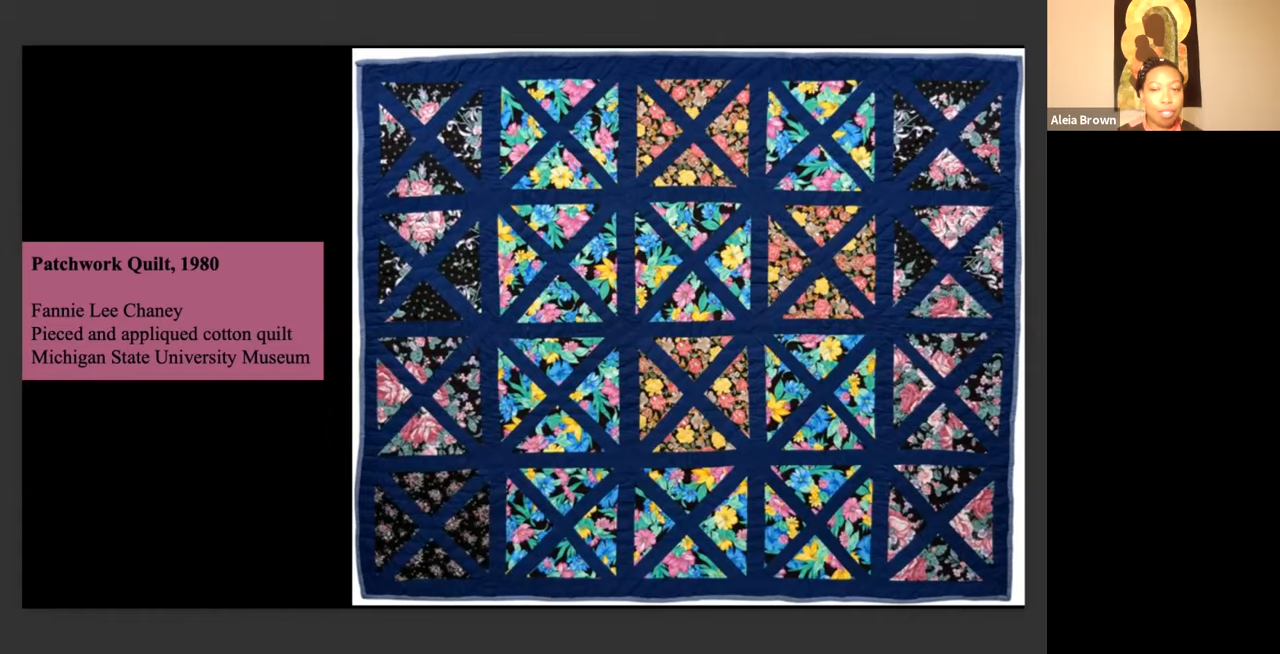 Patchwork Quilt, 1980
Fannie Lee Chaney
Pieced and appliqued cotton quilt
Michigan State University Museum
Aleia Brown